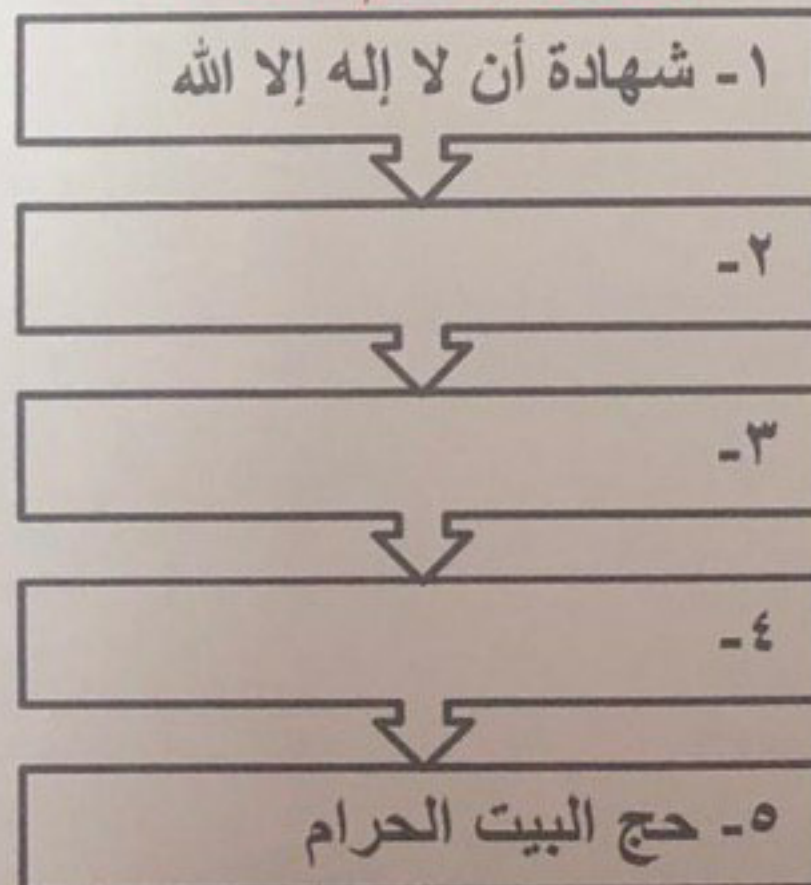 ١- شهادة أن لا إله إلا الله
٢-
٣-
٤-
٥- حج البيت الحرام